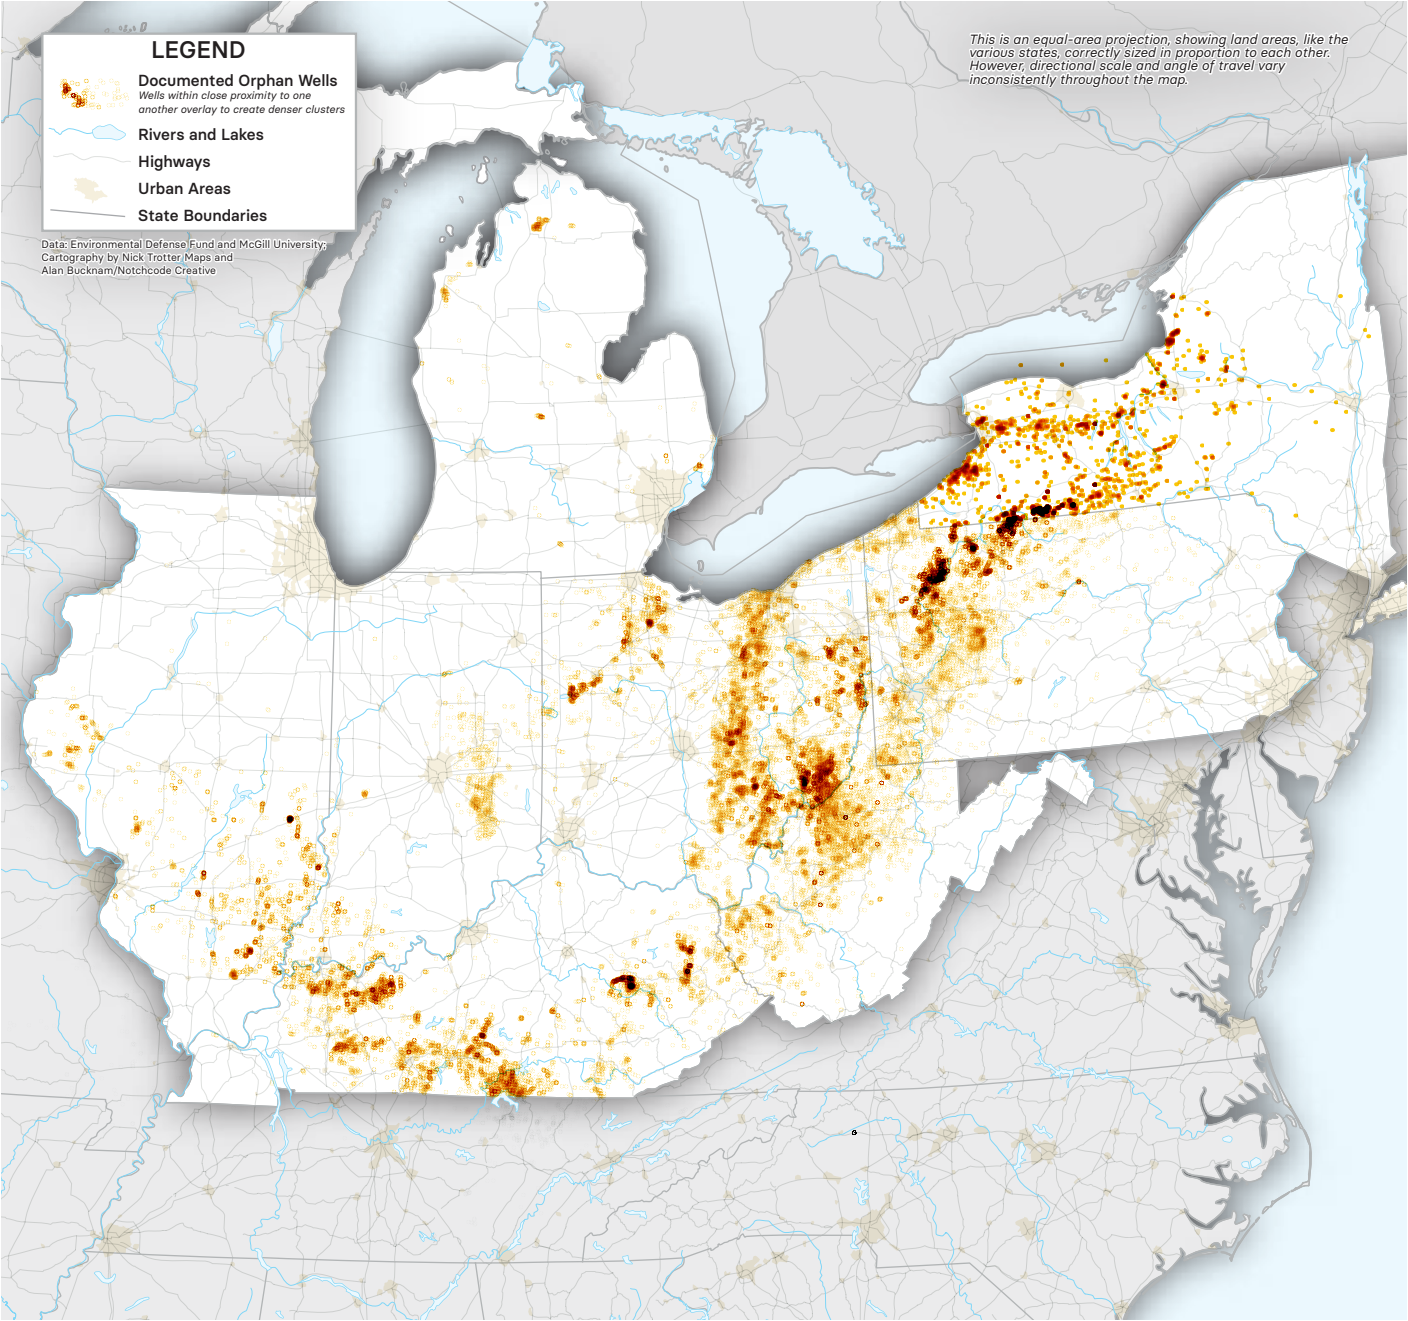 LEGEND
Documented Orphan Wells
Wells within close proximity to one
another overlay to create denser clusters
Rivers and Lakes
Highways
Urban Areas
State Boundaries
Data: Environmental Defense Fund and McGill University;
Cartography by Nick Trotter Maps and
Alan Bucknam/Notchcode Creative
This is an equal-area projection, showing land areas, like the
various states, correctly sized in proportion to each other.
However, directional scale and angle of travel vary
inconsistently throughout the map.